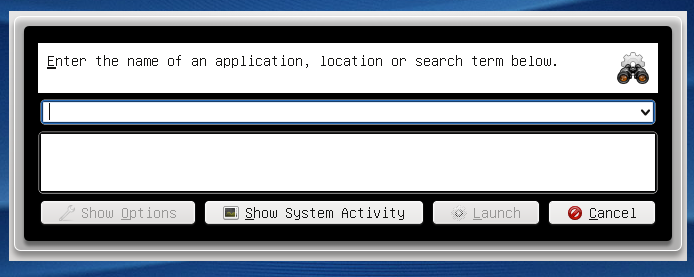 Enter the name of an application, location or search term below.
Show Options
Show System Activity
Launch
Cancel